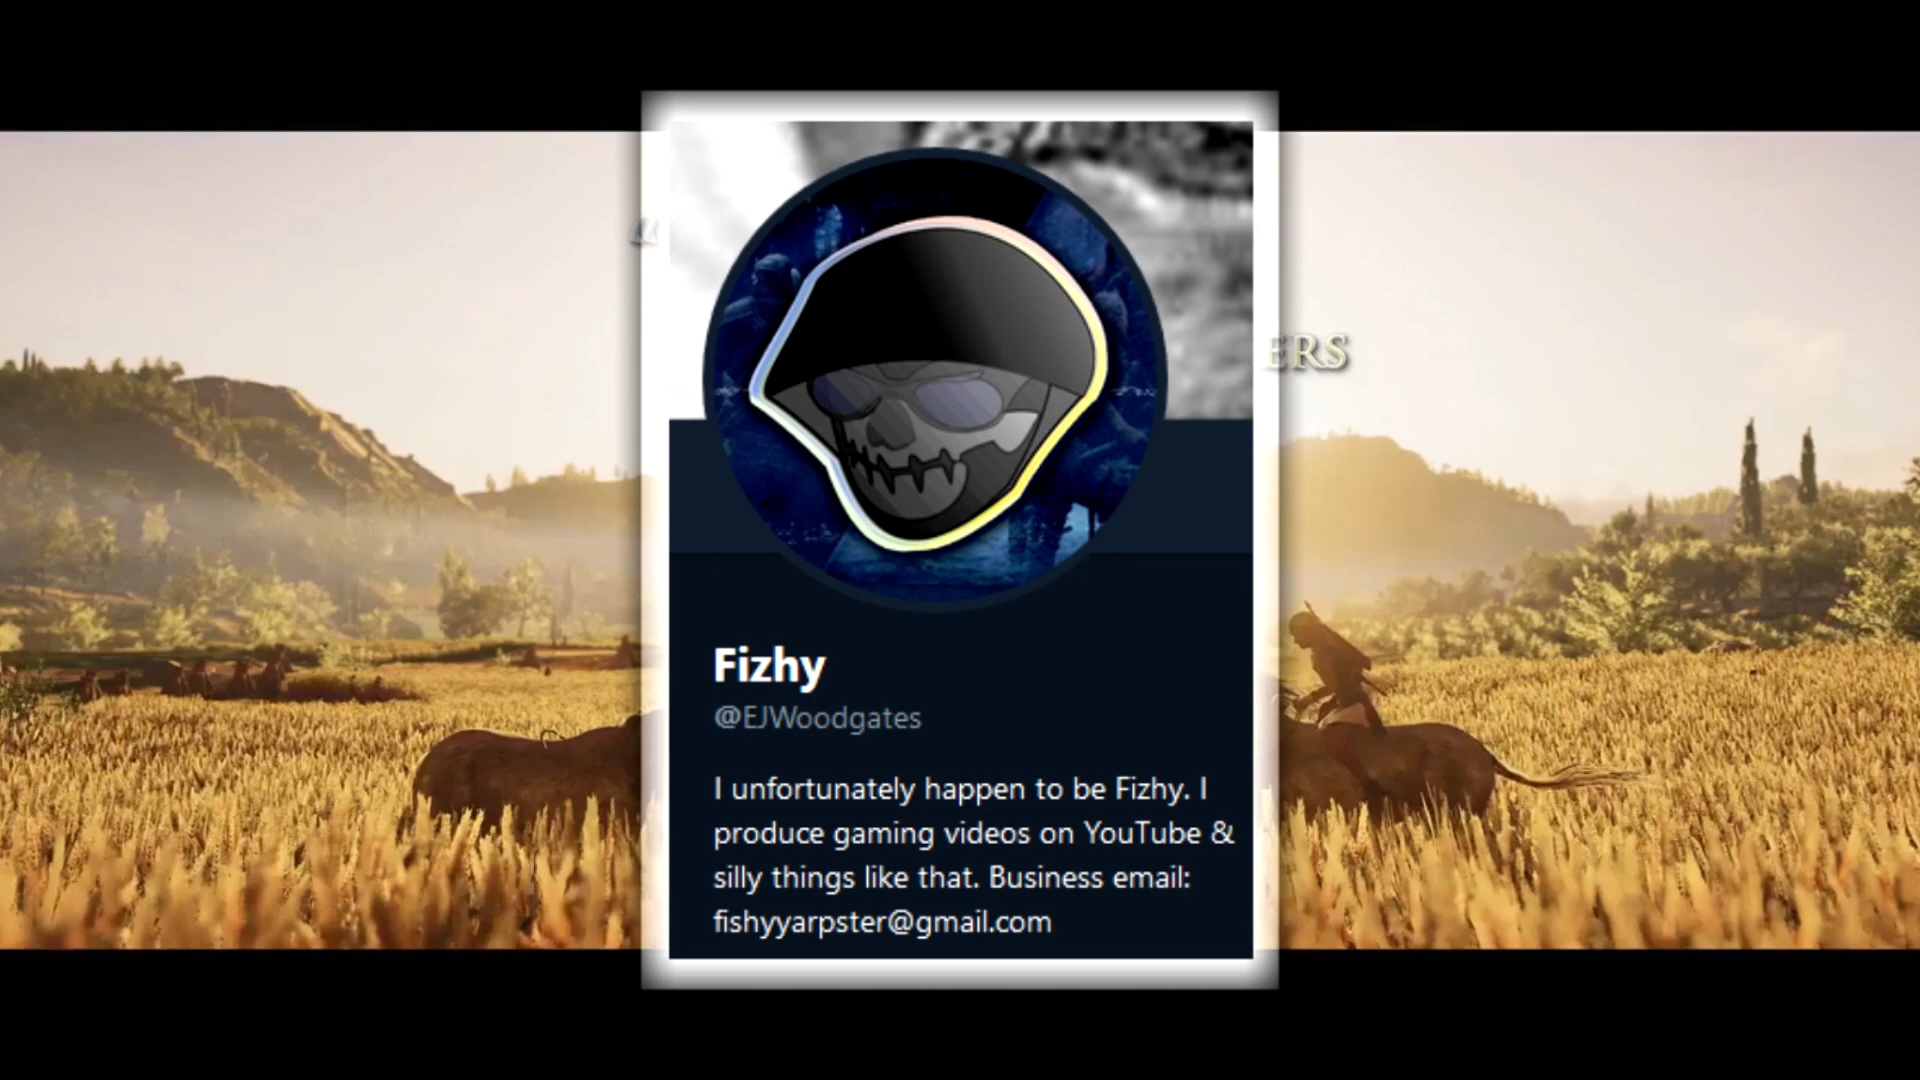 ERS
Fizhy
@EJWoodgates
I unfortunately happen to be Fizhy. I
produce gaming videos on YouTube &
silly things like that. Business email:
fishyyarpster@gmail.com